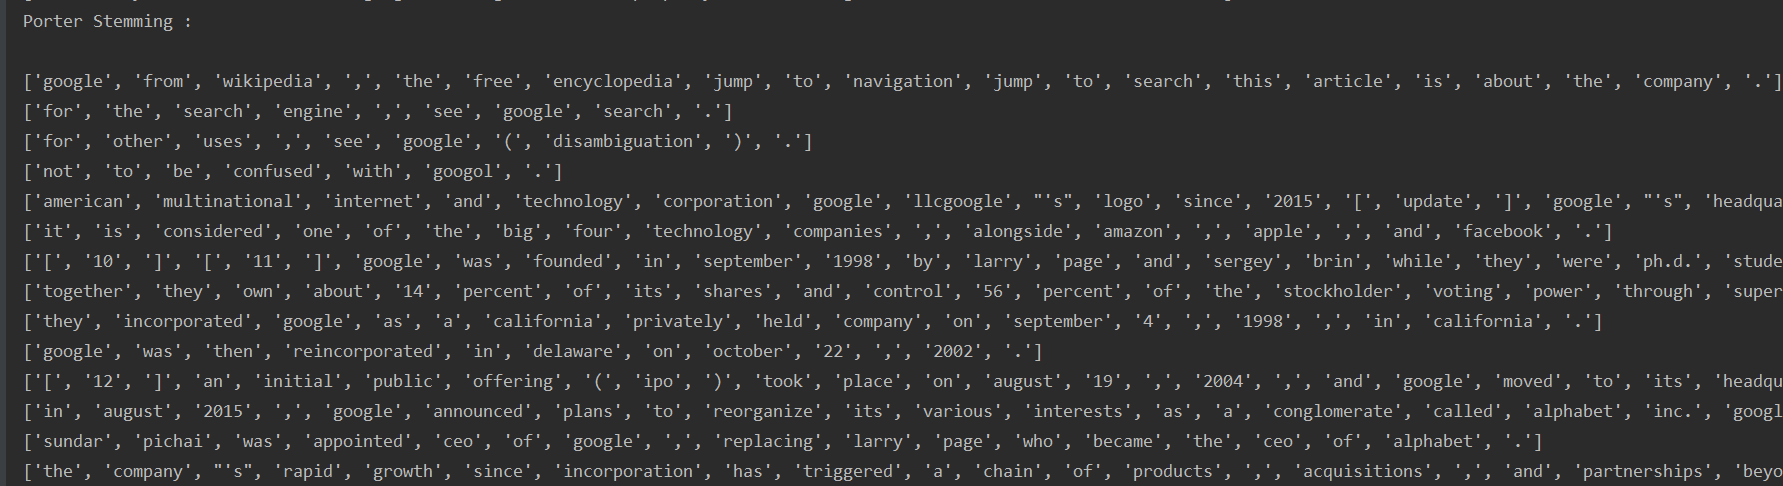 Porter Stemming :
['google', 'from', 'wikipedia', ',', 'the', 'free', 'encyclopedia', 'jump', 'to', 'navigation', 'jump', 'to', 'search', 'this', 'article', 'is', 'about', 'the', 'company', '.']
['for', 'the', 'search', 'engine', ',', 'see', 'google', 'search', '.']
['for', 'other', 'uses', ',', 'see', 'google', '(', 'disambiguation', ')', '.']
['not', 'to', 'be', 'confused', 'with', 'googol', '.']
['american', 'multinational', 'internet', 'and', 'technology', 'corporation', 'google', 'llcgoogle', "'s", 'logo', 'since', '2015', '[', 'update', ']', 'google', "'s", 'headqua
['it', 'is', 'considered', 'one', 'of', 'the', 'big', 'four', 'technology', 'companies', ',', 'alongside', 'amazon', ',', 'apple', ',', 'and', 'facebook', '.']
['[', '10', ']', '[', '11', ']', 'google', 'was', 'founded', 'in', 'september', '1998', 'by', 'larry', 'page', 'and', 'sergey', 'brin', 'while', 'they', 'were', 'ph.d.', 'stude
['together', 'they', 'own', 'about', '14', 'percent', 'of', 'its', 'shares', 'and', 'control', '56', 'percent', 'of', 'the', 'stockholder', 'voting', 'power', 'through', 'super
['they', 'incorporated', 'google', 'as', 'a', 'california', 'privately', 'held', 'company', 'on', 'september', '4', ',', '1998', ',', 'in', 'california', '.']
['google', 'was', 'then', 'reincorporated', 'in', 'delaware', 'on', 'october', '22', ',', '2002', '.']
['[', '12', ']', 'an', 'initial', 'public', 'offering', '(', 'ipo', ')', 'took', 'place', 'on', 'august', '19', ',', '2004', ',', 'and', 'google', 'moved', 'to', 'its', 'headqu
['in', 'august', '2015', ',', 'google', 'announced', 'plans', 'to', 'reorganize', 'its', 'various', 'interests', 'as', 'a', 'conglomerate', 'called', 'alphabet', 'inc.', 'googl
['sundar', 'pichai', 'was', 'appointed', 'ceo', 'of', 'google', ',', 'replacing', 'larry', 'page', 'who', 'became', 'the', 'ceo', 'of', 'alphabet', '.']
['the', 'company', "'s", 'rapid', 'growth', 'since', 'incorporation', 'has', 'triggered', 'a', 'chain', 'of', 'products', ',', 'acquisitions', ',', 'and', 'partnerships', 'beyo